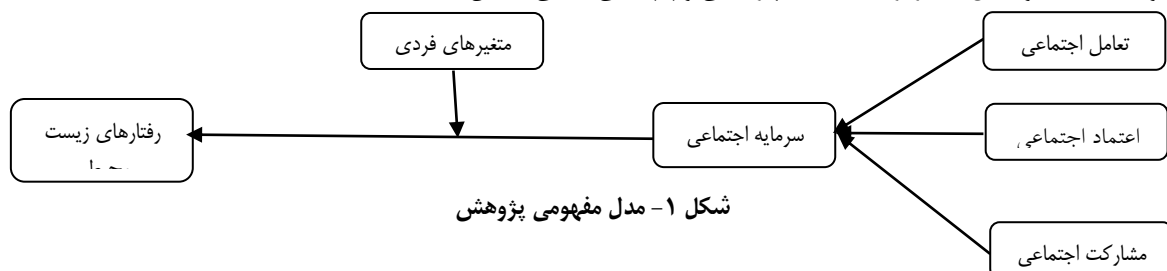 متغیرهای فردی
تعامل اجتماعی
رفتارهای زیست
سرمایه اجتماعی
اعتماد اجتماعی
مشارکت اجتماعی
شکل ۱- مدل مفهومی پژوهش